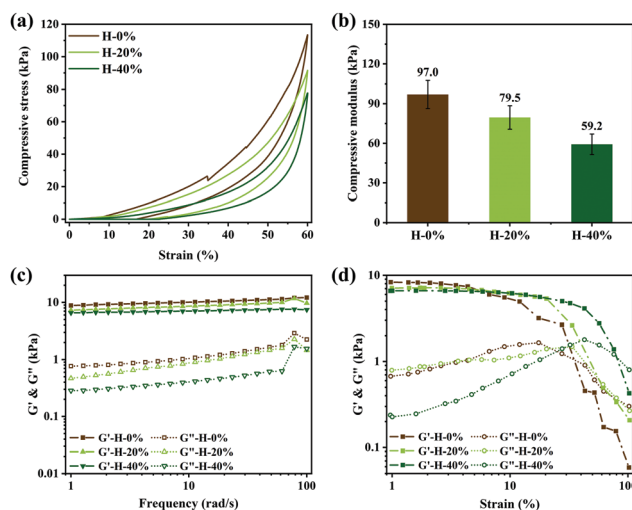 (a)
120
100
80
60
40
20
0
Compressive stress (kPa)
H-0%
H-20%
H-40%
0 10 20 30 40 50 60
Strain (%)
(b)
150
120
90
60
30
0
Compressive modulus (kPa)
97.0
79.5
59.2
H-0% H-20% H-40%
(c)
100
10
1
0.1
0.01
G' & G" (kPa)
G'-H-0% G"-H-0%
G'-H-20% G"-H-20%
G'-H-40% G"-H-40%
1 10 100
Frequency (rad/s)
(d)
10
1
0.1
G' & G" (kPa)
G'-H-0% G"-H-0%
G'-H-20% G"-H-20%
G'-H-40% G"-H-40%
1 10 100
Strain (%)